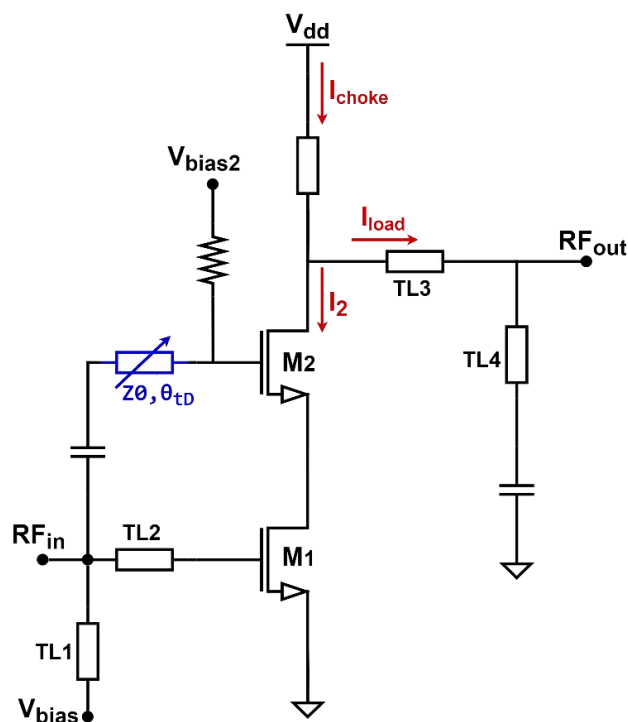 Vdd
Ichoke
Vbias2
Iload
RFout
TL3
I2
M2
TL4
Z0,θtD
RFin
TL2
M1
TL1
Vbias